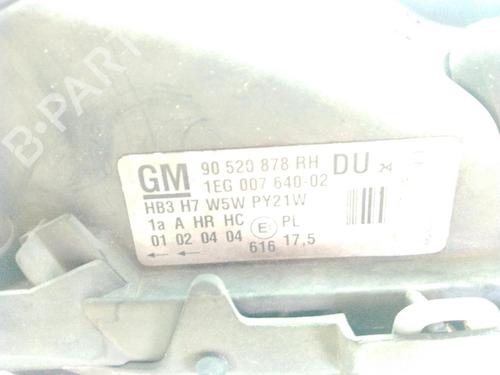 B-PARTS
GM 90 520 878 RH DU
1EG 007 640-02
HB3 H7 W5W PY21W
1a A HR HC E PL
01 02 04 04 616 17,5